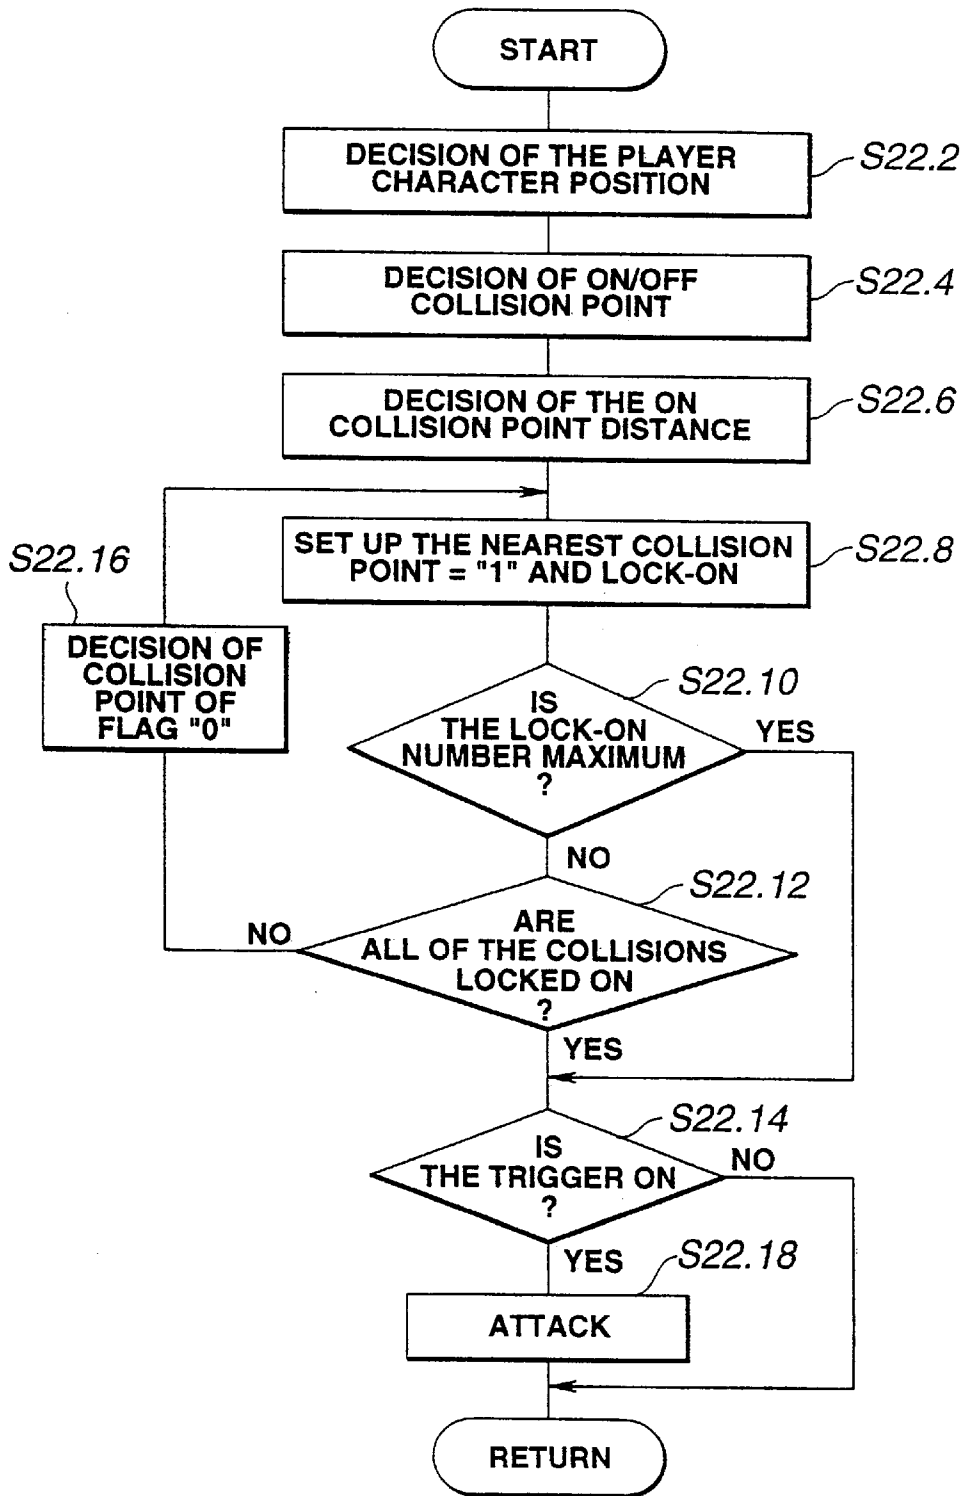 START
DECISION OF THE PLAYER
CHARACTER POSITION
S22.2
DECISION OF ON/OFF
COLLISION POINT
S22.4
DECISION OF THE ON
COLLISION POINT DISTANCE
S22.6
SET UP THE NEAREST COLLISION
POINT = "1" AND LOCK-ON
S22.8
S22.16
DECISION OF
COLLISION
POINT OF
FLAG "0"
S22.10
IS
THE LOCK-ON
NUMBER MAXIMUM
?
YES
NO
S22.12
ARE
ALL OF THE COLLISIONS
LOCKED ON
?
NO
YES
S22.14
IS
THE TRIGGER ON
?
NO
YES
S22.18
ATTACK
RETURN